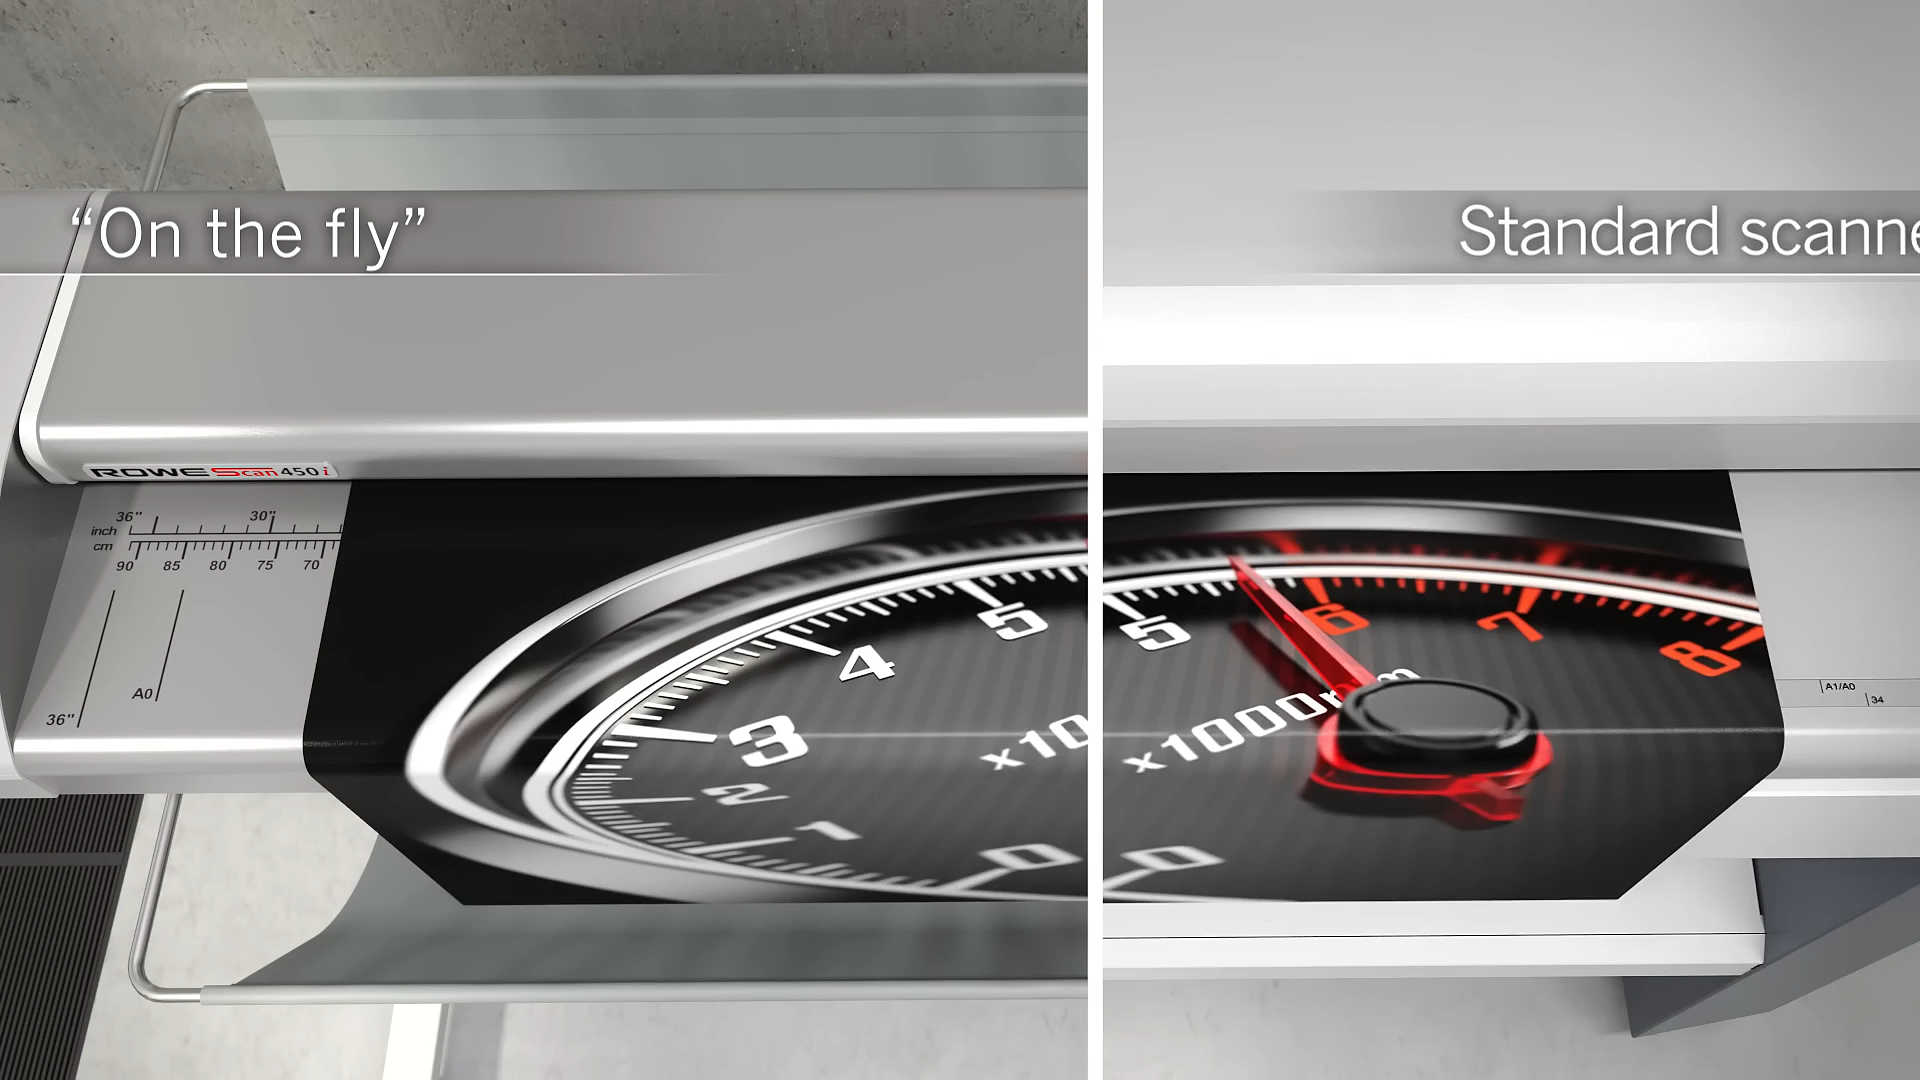 “On the fly”
Standard scanne
ROWE Scan 450 i
36" 30"
inch
cm
90 85 80 75 70
A0
36"
5
4
3
2
1
0
x10
5
6
7
8
x1000rpm
0
A1/A0
34